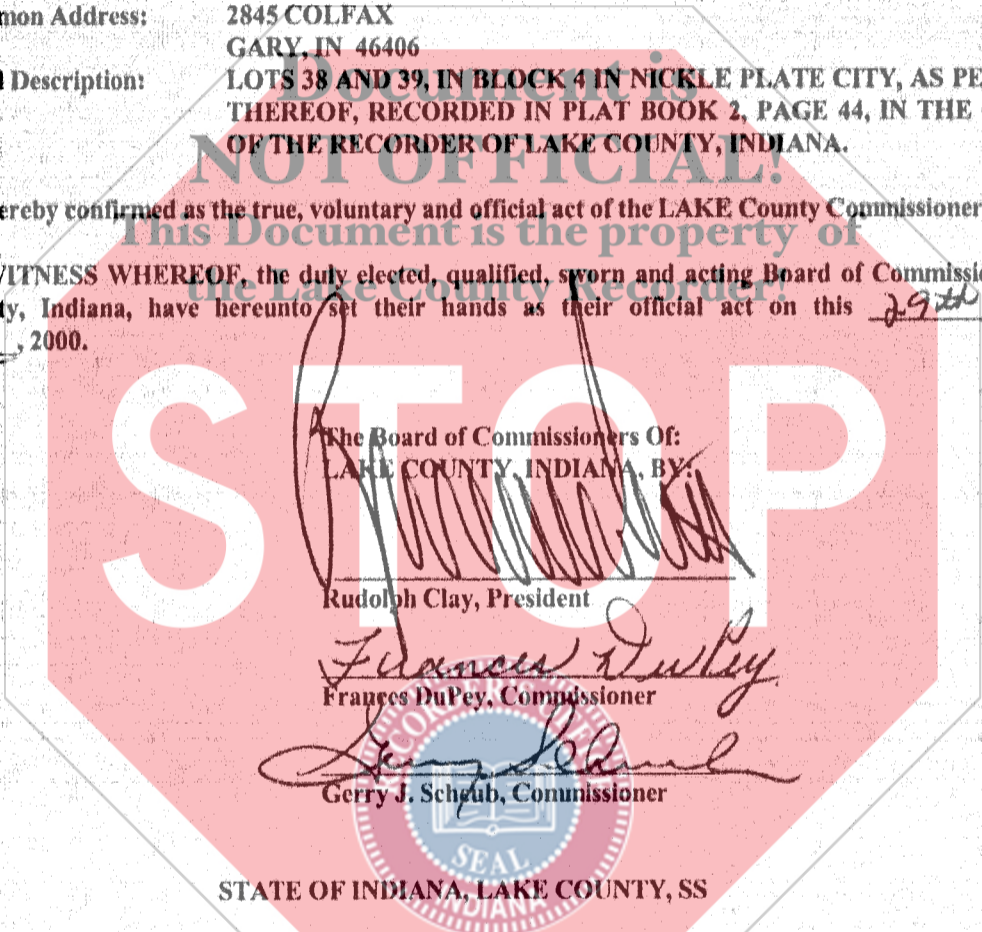 mon Address: 2845 COLFAX
GARY, IN 46406
Description: LOTS 38 AND 39, IN BLOCK 4 IN NICKLE PLATE CITY, AS PE
THEREOF, RECORDED IN PLAT BOOK 2, PAGE 44, IN THE
OF THE RECORDER OF LAKE COUNTY, INDIANA.
Document is
NOT OFFICIAL!
ereby confirmed as the true, voluntary and official act of the LAKE County Commissioner
This Document is the property of
the Lake County Recorder!
VITNESS WHEREOF, the duly elected, qualified, sworn and acting Board of Commissi
ty, Indiana, have hereunto set their hands as their official act on this 29th
, 2000.
STOP
The Board of Commissioners Of:
LAKE COUNTY, INDIANA, BY:
Rudolph Clay, President
Frances DuPey
Frances DuPey, Commissioner
Gerry J. Scheub, Conunissioner
SEAL
INDIANA
STATE OF INDIANA, LAKE COUNTY, SS